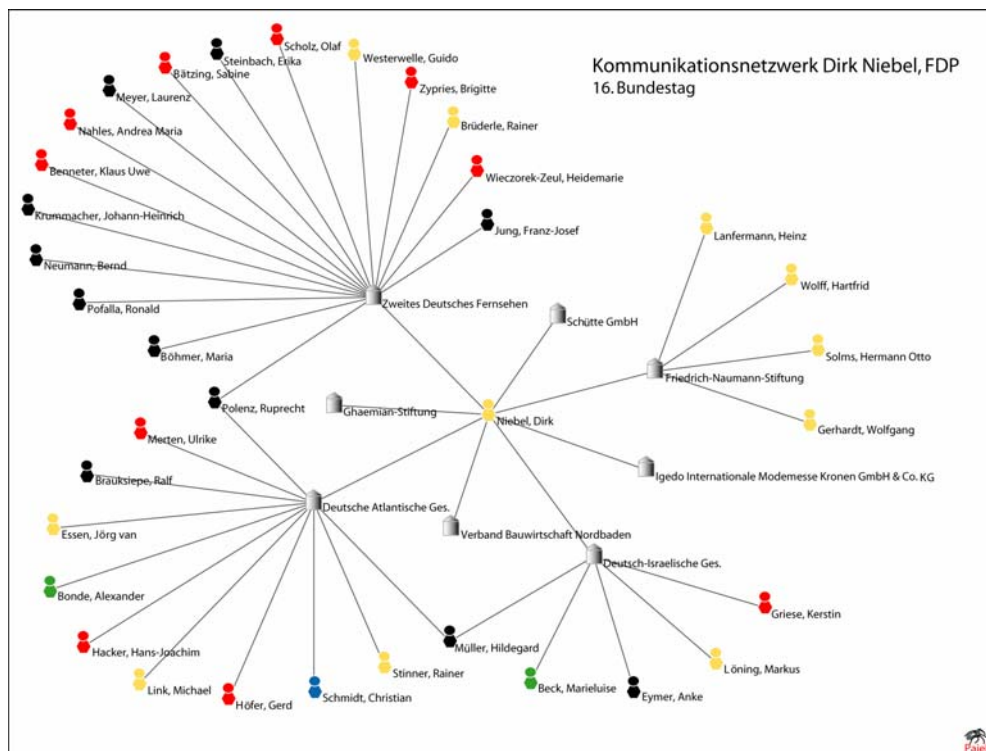 Kommunikationsnetzwerk Dirk Niebel, FDP
16. Bundestag
Scholz, Olaf
Steinbach, Erika
Westerwelle, Guido
Bätzing, Sabine
Zypries, Brigitte
Meyer, Laurenz
Brüderle, Rainer
Nahles, Andrea Maria
Benneter, Klaus Uwe
Wieczorek-Zeul, Heidemarie
Krummacher, Johann-Heinrich
Jung, Franz-Josef
Lanfermann, Heinz
Neumann, Bernd
Wolff, Hartfrid
Pofalla, Ronald
Zweites Deutsches Fernsehen
Schütte GmbH
Böhmer, Maria
Solms, Hermann Otto
Friedrich-Naumann-Stiftung
Polenz, Ruprecht
Ghaemian-Stiftung
Niebel, Dirk
Gerhardt, Wolfgang
Merten, Ulrike
Brauksiepe, Ralf
Igedo Internationale Modemesse Kronen GmbH & Co. KG
Deutsche Atlantische Ges.
Essen, Jörg van
Verband Bauwirtschaft Nordbaden
Deutsch-Israelische Ges.
Bonde, Alexander
Griese, Kerstin
Hacker, Hans-Joachim
Müller, Hildegard
Löning, Markus
Link, Michael
Stinner, Rainer
Höfer, Gerd
Schmidt, Christian
Beck, Marieluise
Eymer, Anke
Pajek